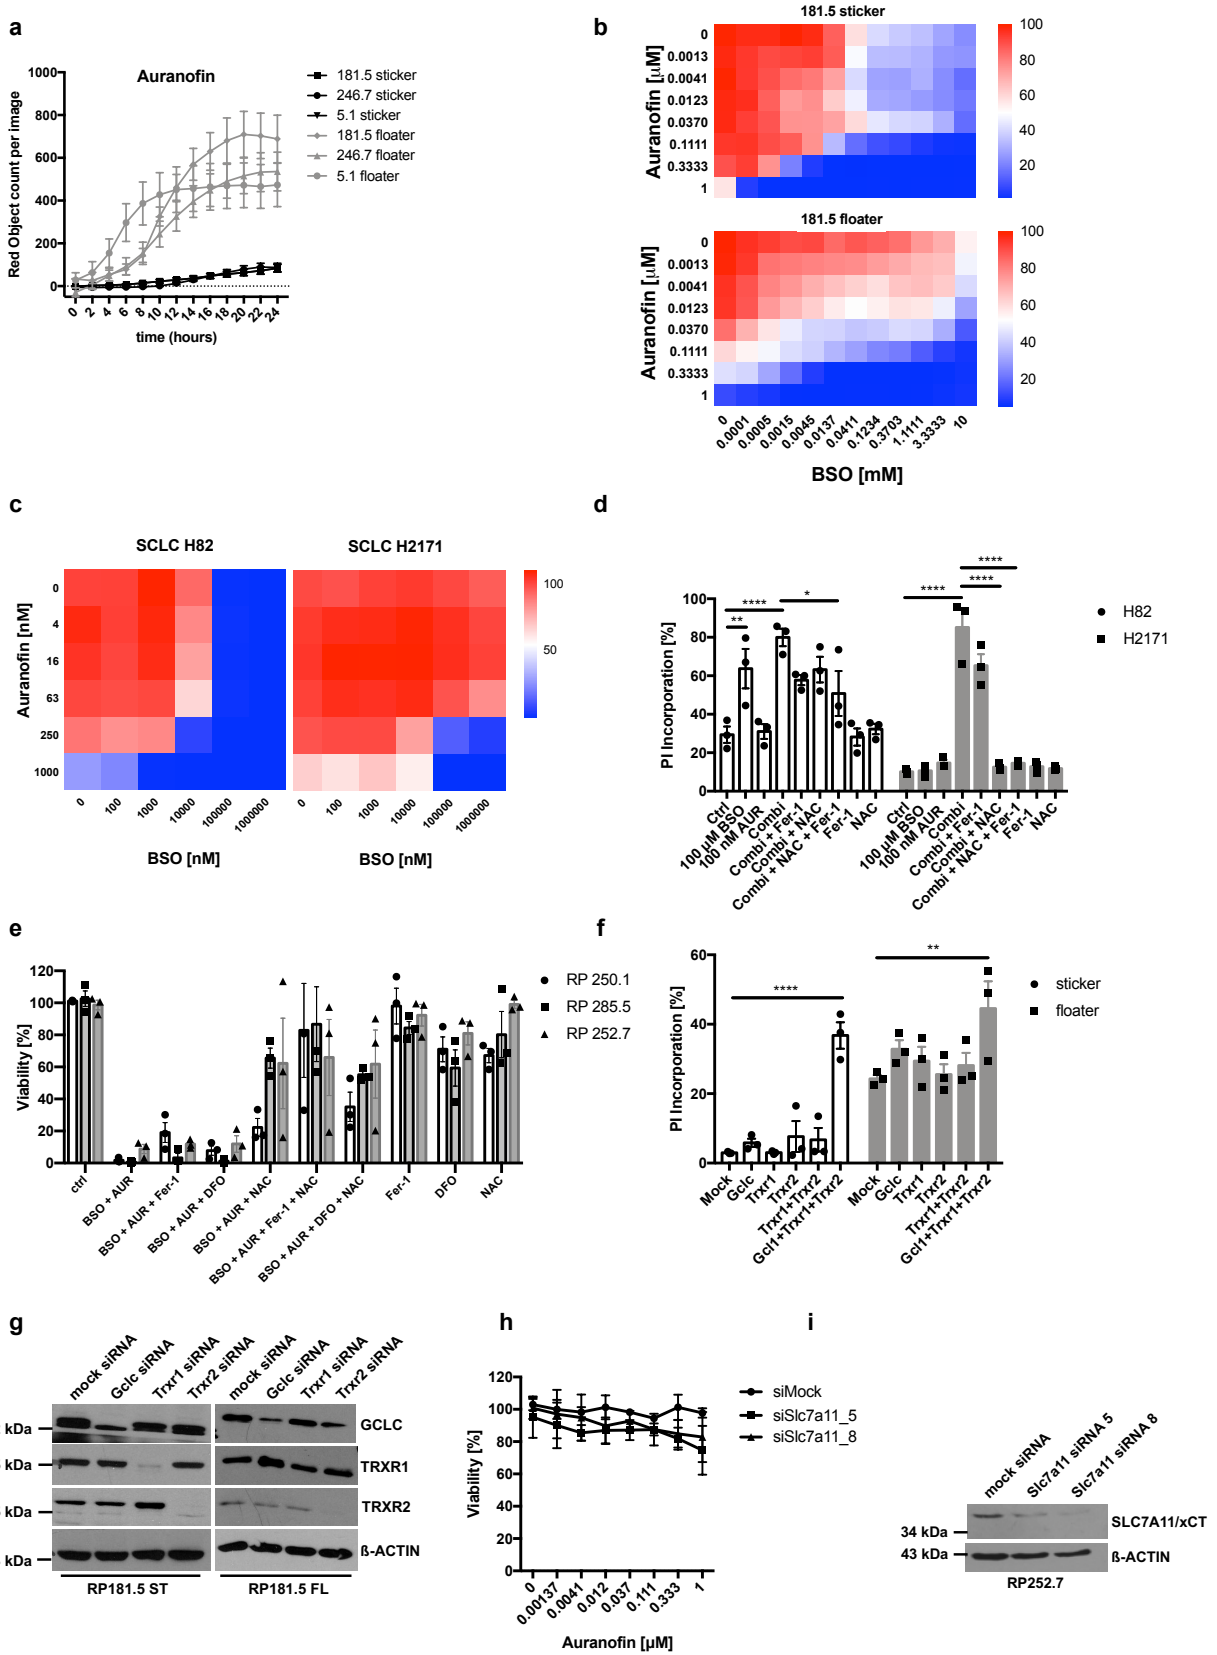 a
Auranofin
Red Object count per image
1000
800
600
400
200
0
0 2 4 6 8 10 12 14 16 18 20 22 24
time (hours)
181.5 sticker
246.7 sticker
5.1 sticker
181.5 floater
246.7 floater
5.1 floater
b
181.5 sticker
Auranofin [µM]
0
0.0013
0.0041
0.0123
0.0370
0.1111
0.3333
1
100
80
60
40
20
181.5 floater
Auranofin [µM]
0
0.0013
0.0041
0.0123
0.0370
0.1111
0.3333
1
100
80
60
40
20
0 0.0001 0.0005 0.0015 0.0045 0.0137 0.0411 0.1234 0.3703 1.1111 3.3333 10
BSO [mM]
c
SCLC H82
SCLC H2171
Auranofin [nM]
0
4
16
63
250
1000
100
50
0 100 1000 10000 100000 1000000
0 100 1000 10000 100000 1000000
BSO [nM]
BSO [nM]
d
PI Incorporation [%]
100
80
60
40
20
0
**
****
*
****
****
****
H82
H2171
Ctrl
100 µM BSO
100 nM AUR
Combi
Combi + Fer-1
Combi + NAC
Combi + NAC + Fer-1
Fer-1
NAC
Ctrl
100 µM BSO
100 nM AUR
Combi
Combi + Fer-1
Combi + NAC
Combi + NAC + Fer-1
Fer-1
NAC
e
Viability [%]
120
100
80
60
40
20
0
RP 250.1
RP 285.5
RP 252.7
ctrl
BSO + AUR
BSO + AUR + Fer-1
BSO + AUR + DFO
BSO + AUR + NAC
BSO + AUR + Fer-1 + NAC
BSO + AUR + DFO + NAC
Fer-1
DFO
NAC
f
PI Incorporation [%]
60
40
20
0
****
**
sticker
floater
Mock
Gclc
Trxr1
Trxr2
Trxr1+Trxr2
Gcl1+Trxr1+Trxr2
Mock
Gclc
Trxr1
Trxr2
Trxr1+Trxr2
Gcl1+Trxr1+Trxr2
g
mock siRNA
Gclc siRNA
Trxr1 siRNA
Trxr2 siRNA
mock siRNA
Gclc siRNA
Trxr1 siRNA
Trxr2 siRNA
kDa
GCLC
kDa
TRXR1
kDa
TRXR2
kDa
ß-ACTIN
RP181.5 ST
RP181.5 FL
h
Viability [%]
120
100
80
60
40
20
0
0 0.00137 0.0041 0.012 0.037 0.111 0.333 1
Auranofin [µM]
siMock
siSlc7a11_5
siSlc7a11_8
i
mock siRNA
Slc7a11 siRNA 5
Slc7a11 siRNA 8
34 kDa
SLC7A11/xCT
43 kDa
ß-ACTIN
RP252.7